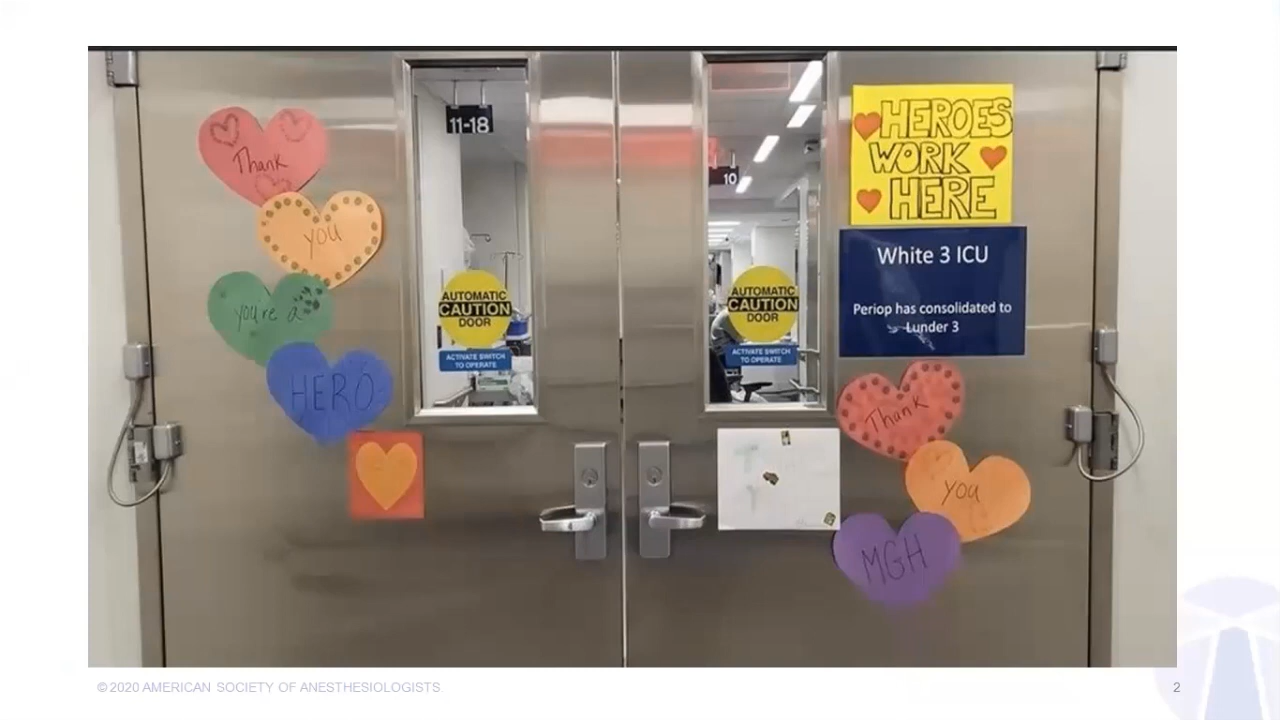 Thank
you
you're a
HERO
11-18
AUTOMATIC
CAUTION
DOOR
ACTIVATE SWITCH
TO OPERATE
10
AUTOMATIC
CAUTION
DOOR
ACTIVATE SWITCH
TO OPERATE
HEROES
WORK
HERE
White 3 ICU
Periop has consolidated to
Lunder 3
Thank
you
MGH
© 2020 AMERICAN SOCIETY OF ANESTHESIOLOGISTS.
2